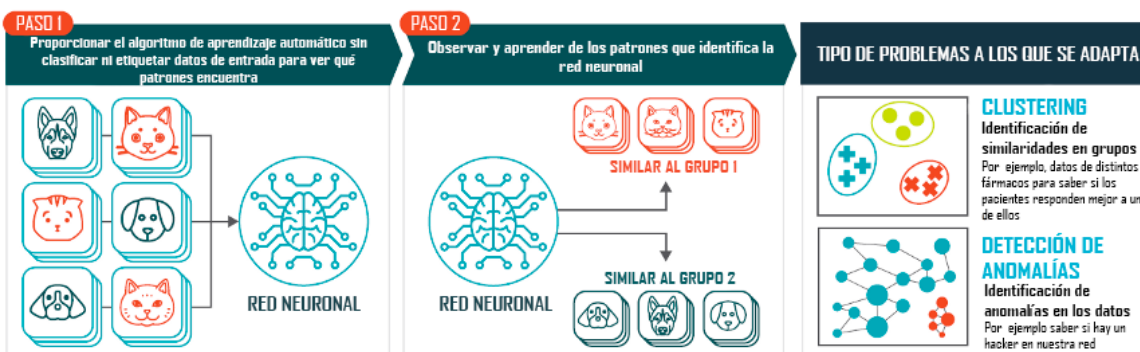 PASO 1
Proporcionar el algoritmo de aprendizaje automático sin
clasificar ni etiquetar datos de entrada para ver qué
patrones encuentra
RED NEURONAL
PASO 2
Observar y aprender de los patrones que identifica la
red neuronal
SIMILAR AL GRUPO 1
RED NEURONAL
SIMILAR AL GRUPO 2
TIPO DE PROBLEMAS A LOS QUE SE ADAPTA
CLUSTERING
Identificación de
similaridades en grupos
Por ejemplo, datos de distintos
fármacos para saber si los
pacientes responden mejor a un
de ellos
DETECCIÓN DE
ANOMALÍAS
Identificación de
anomalías en los datos
Por ejemplo saber si hay un
hacker en nuestra red